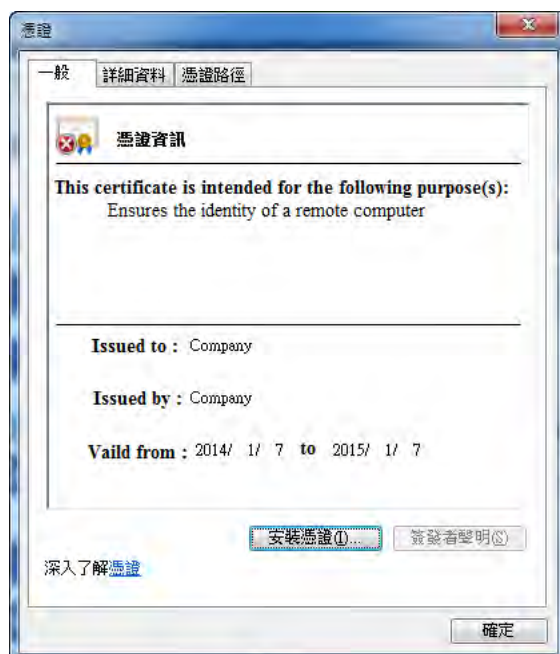 憑證
一般 詳細資料 憑證路徑
憑證資訊
This certificate is intended for the following purpose(s):
Ensures the identity of a remote computer
Issued to : Company
Issued by : Company
Vaild from : 2014/ 1/ 7 to 2015/ 1/ 7
安裝憑證(I)... 簽發者聲明(S)
深入了解憑證
確定